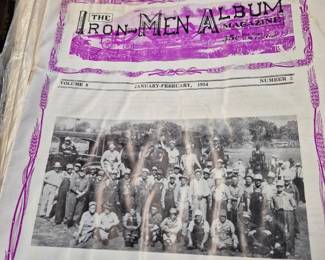 THE
IRON-MEN ALBUM
MAGAZINE
VOLUME 8 JANUARY-FEBRUARY, 1954 NUMBER 3